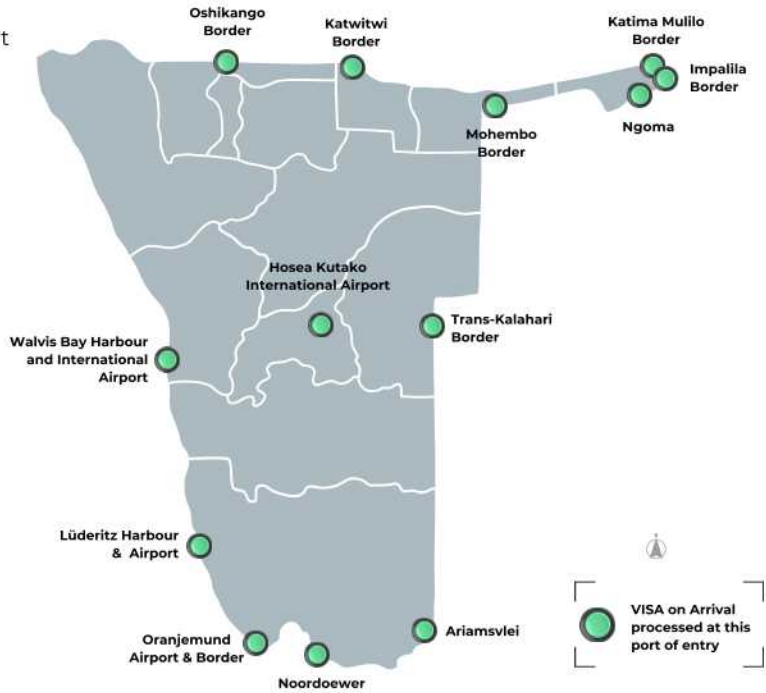 t
Oshikango
Border
Katwitwi
Border
Katima Mulilo
Border
Impalila
Border
Ngoma
Mohembo
Border
Hosea Kutako
International Airport
Trans-Kalahari
Border
Walvis Bay Harbour
and International
Airport
Lüderitz Harbour
& Airport
Oranjemund
Airport & Border
Noordoewer
Ariamsvlei
VISA on Arrival
processed at this
port of entry